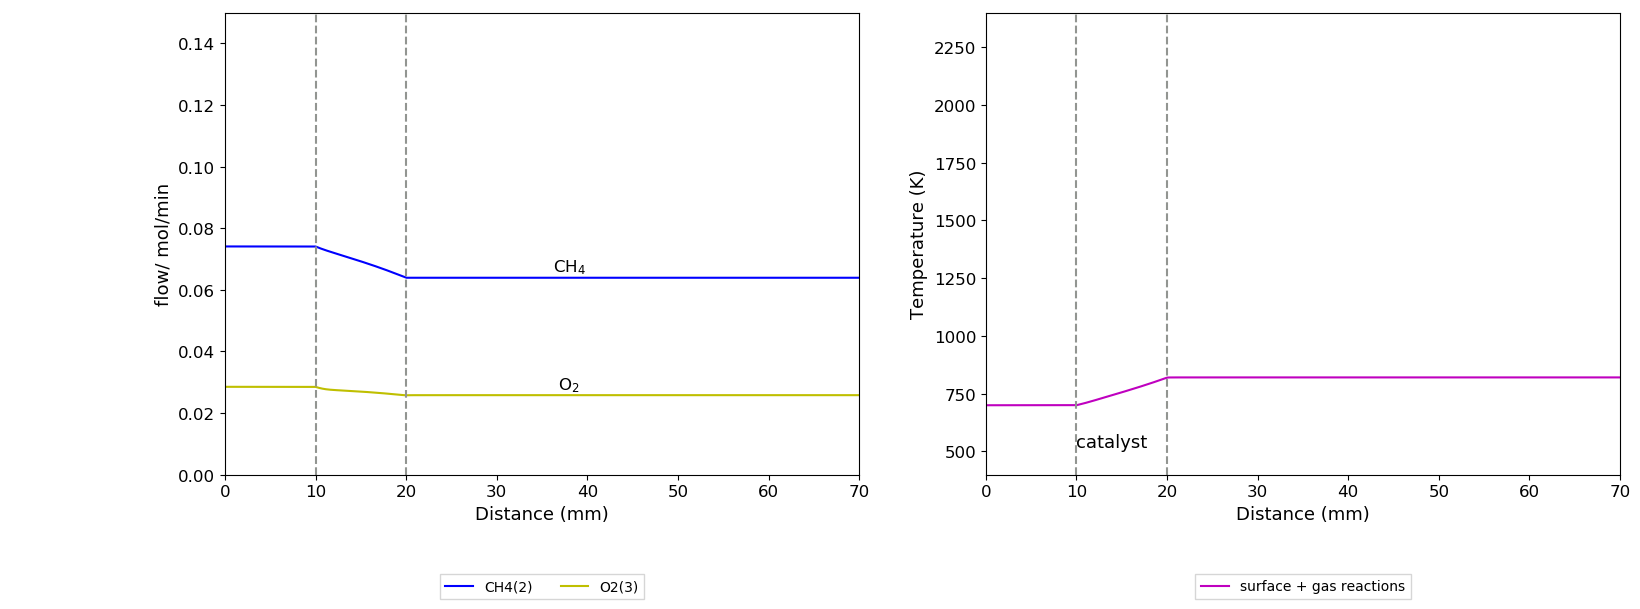 0.14
0.12
0.10
0.08
0.06
0.04
0.02
0.00
flow/ mol/min
CH₄
O₂
0 10 20 30 40 50 60 70
Distance (mm)
CH4(2) O2(3)
2250
2000
1750
1500
1250
1000
750
500
Temperature (K)
catalyst
0 10 20 30 40 50 60 70
Distance (mm)
surface + gas reactions